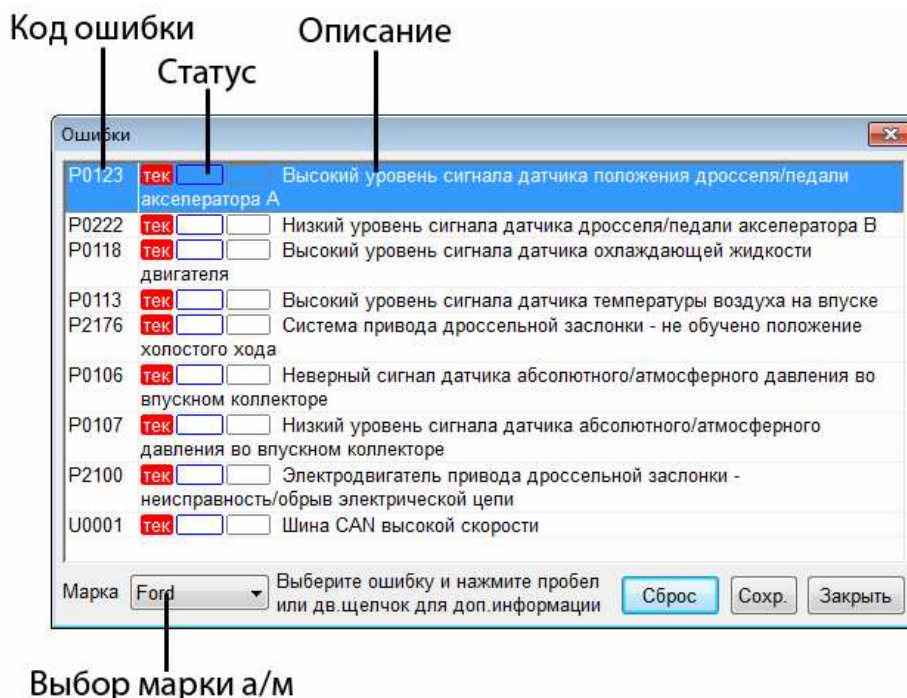 Код ошибки
Описание
Статус
Ошибки
P0123 тек Высокий уровень сигнала датчика положения дросселя/педали
акселератора А
P0222 тек Низкий уровень сигнала датчика дросселя/педали акселератора В
P0118 тек Высокий уровень сигнала датчика охлаждающей жидкости
двигателя
P0113 тек Высокий уровень сигнала датчика температуры воздуха на впуске
P2176 тек Система привода дроссельной заслонки - не обучено положение
холостого хода
P0106 тек Неверный сигнал датчика абсолютного/атмосферного давления во
впускном коллекторе
P0107 тек Низкий уровень сигнала датчика абсолютного/атмосферного
давления во впускном коллекторе
P2100 тек Электродвигатель привода дроссельной заслонки -
неисправность/обрыв электрической цепи
U0001 тек Шина CAN высокой скорости
Марка Ford Выберите ошибку и нажмите пробел
или дв.щелчок для доп.информации Сброс Сохр. Закрыть
Выбор марки а/м